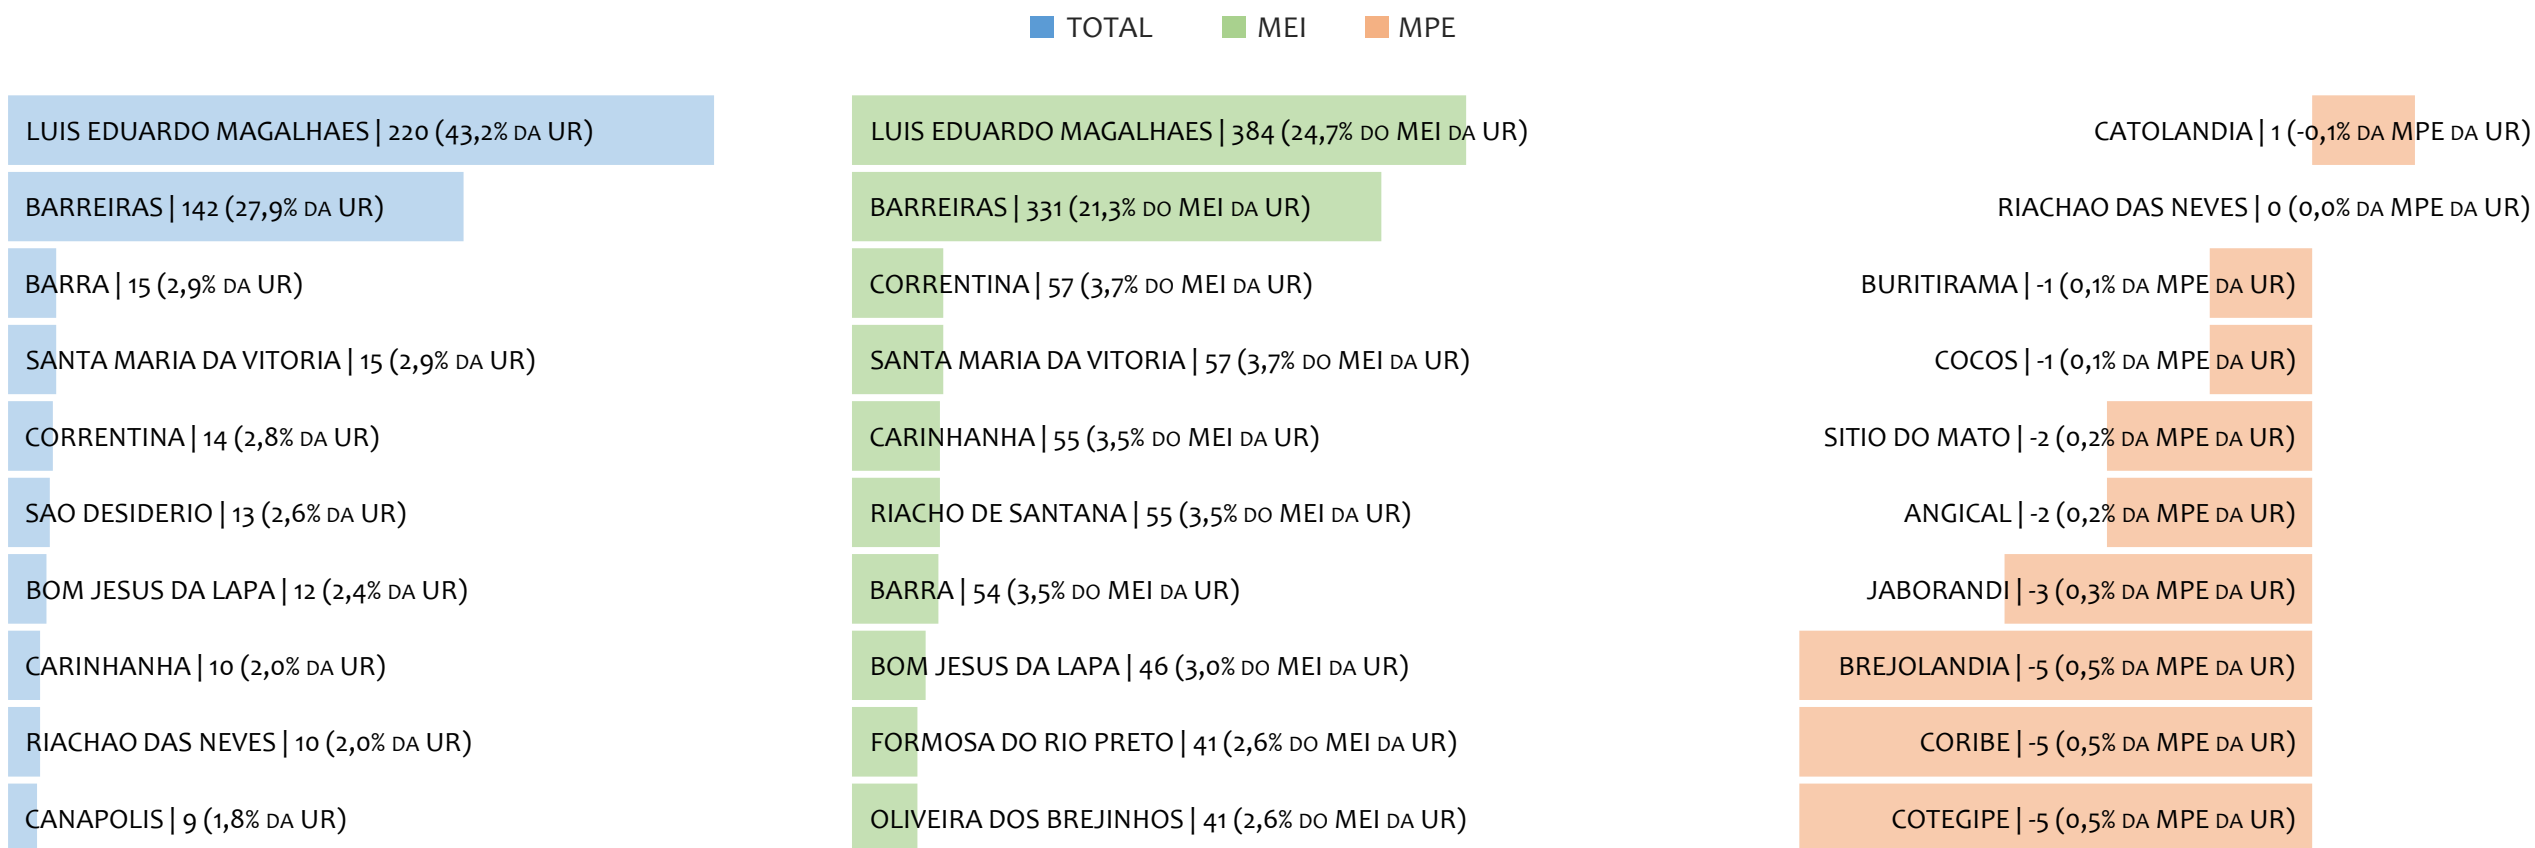 TOTAL MEI MPE
LUIS EDUARDO MAGALHAES | 220 (43,2% DA UR)
BARREIRAS | 142 (27,9% DA UR)
BARRA | 15 (2,9% DA UR)
SANTA MARIA DA VITORIA | 15 (2,9% DA UR)
CORRENTINA | 14 (2,8% DA UR)
SAO DESIDERIO | 13 (2,6% DA UR)
BOM JESUS DA LAPA | 12 (2,4% DA UR)
CARINHANHA | 10 (2,0% DA UR)
RIACHAO DAS NEVES | 10 (2,0% DA UR)
CANAPOLIS | 9 (1,8% DA UR)
LUIS EDUARDO MAGALHAES | 384 (24,7% DO MEI DA UR)
BARREIRAS | 331 (21,3% DO MEI DA UR)
CORRENTINA | 57 (3,7% DO MEI DA UR)
SANTA MARIA DA VITORIA | 57 (3,7% DO MEI DA UR)
CARINHANHA | 55 (3,5% DO MEI DA UR)
RIACHO DE SANTANA | 55 (3,5% DO MEI DA UR)
BARRA | 54 (3,5% DO MEI DA UR)
BOM JESUS DA LAPA | 46 (3,0% DO MEI DA UR)
FORMOSA DO RIO PRETO | 41 (2,6% DO MEI DA UR)
OLIVEIRA DOS BREJINHOS | 41 (2,6% DO MEI DA UR)
CATOLANDIA | 1 (-0,1% DA MPE DA UR)
RIACHAO DAS NEVES | 0 (0,0% DA MPE DA UR)
BURITIRAMA | -1 (0,1% DA MPE DA UR)
COCOS | -1 (0,1% DA MPE DA UR)
SITIO DO MATO | -2 (0,2% DA MPE DA UR)
ANGICAL | -2 (0,2% DA MPE DA UR)
JABORANDI | -3 (0,3% DA MPE DA UR)
BREJOLANDIA | -5 (0,5% DA MPE DA UR)
CORIBE | -5 (0,5% DA MPE DA UR)
COTEGIPE | -5 (0,5% DA MPE DA UR)